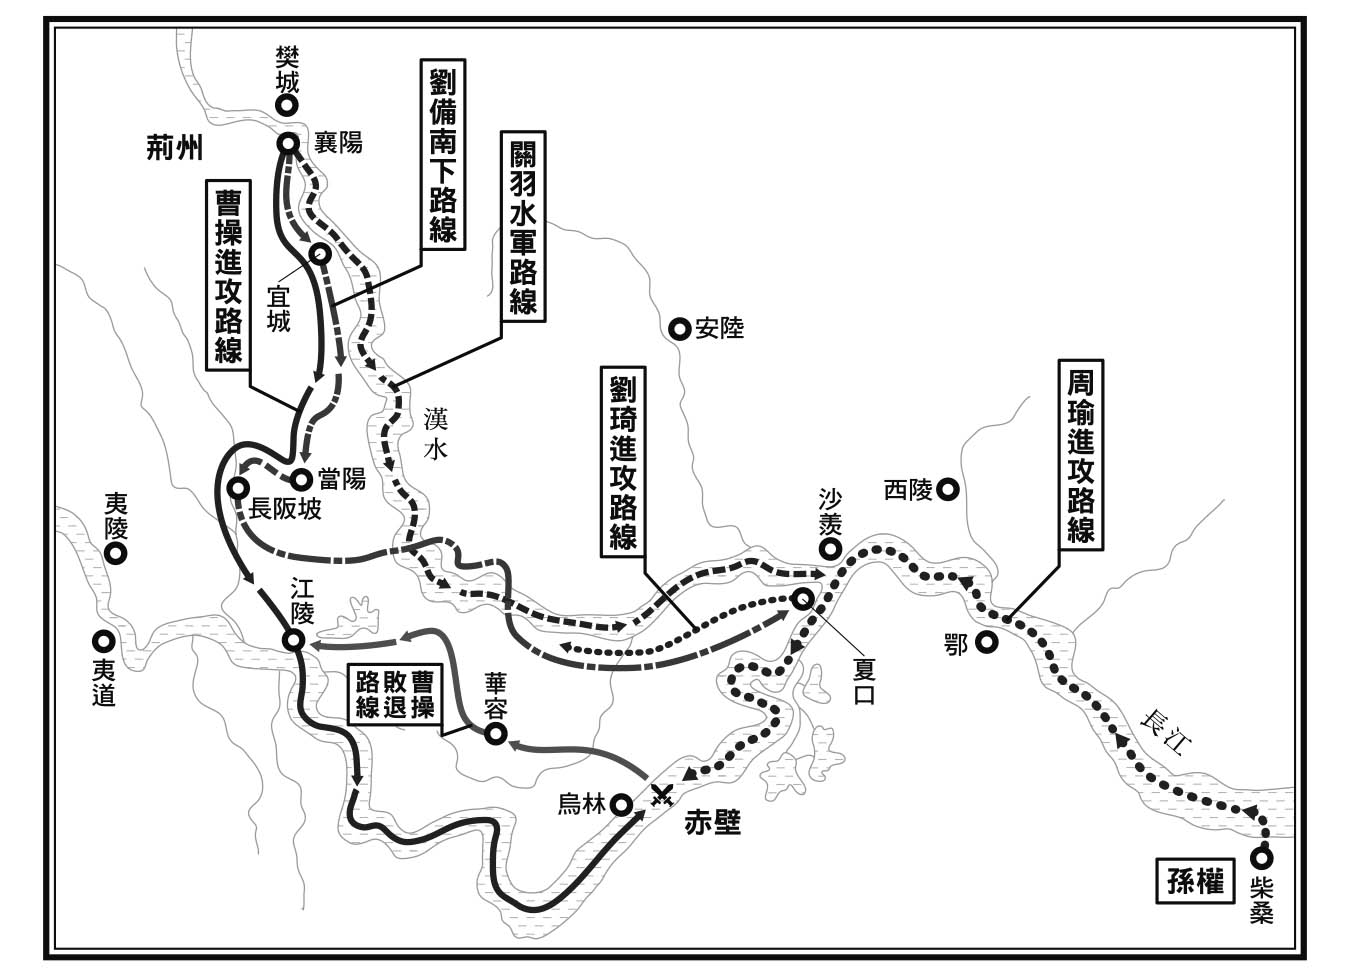 樊城
襄陽
荊州
劉備南下路線
關羽水軍路線
曹操進攻路線
宜城
安陸
漢水
劉琦進攻路線
周瑜進攻路線
當陽
長阪坡
沙羨
西陵
夷陵
江陵
夷道
鄂
夏口
曹操
敗退
路線
華容
長江
烏林
赤壁
孫權
柴桑